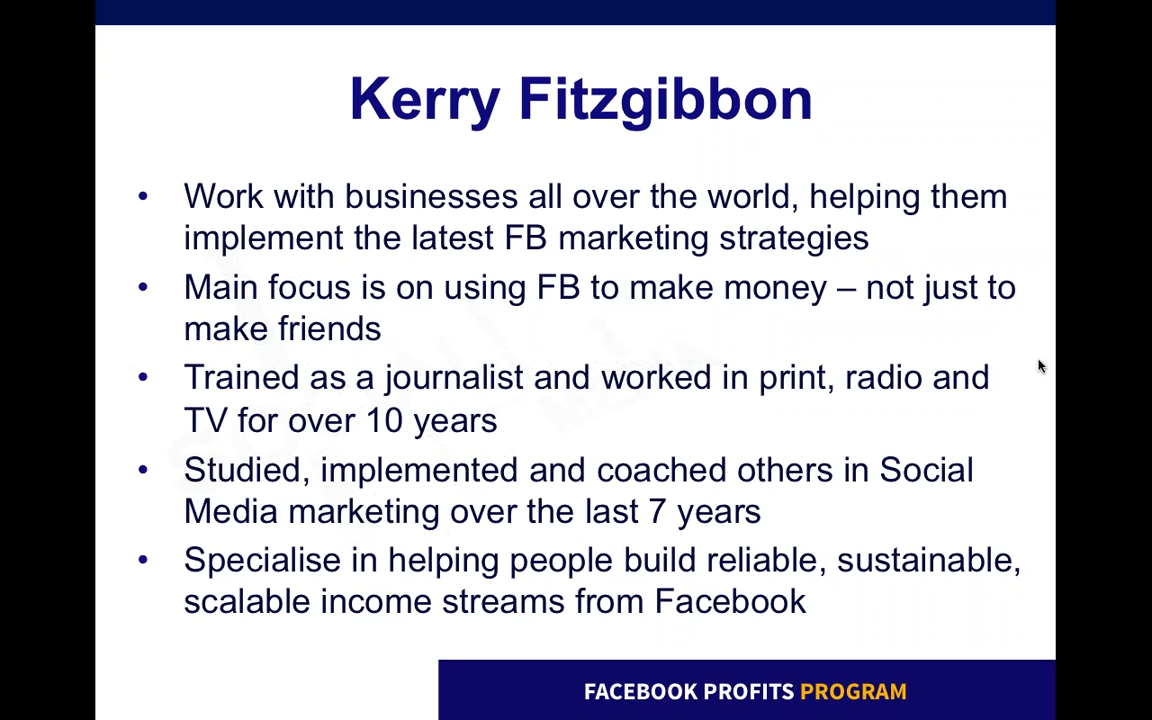 Kerry Fitzgibbon
• Work with businesses all over the world, helping them
implement the latest FB marketing strategies
• Main focus is on using FB to make money – not just to
make friends
• Trained as a journalist and worked in print, radio and
TV for over 10 years
• Studied, implemented and coached others in Social
Media marketing over the last 7 years
• Specialise in helping people build reliable, sustainable,
scalable income streams from Facebook
FACEBOOK PROFITS PROGRAM